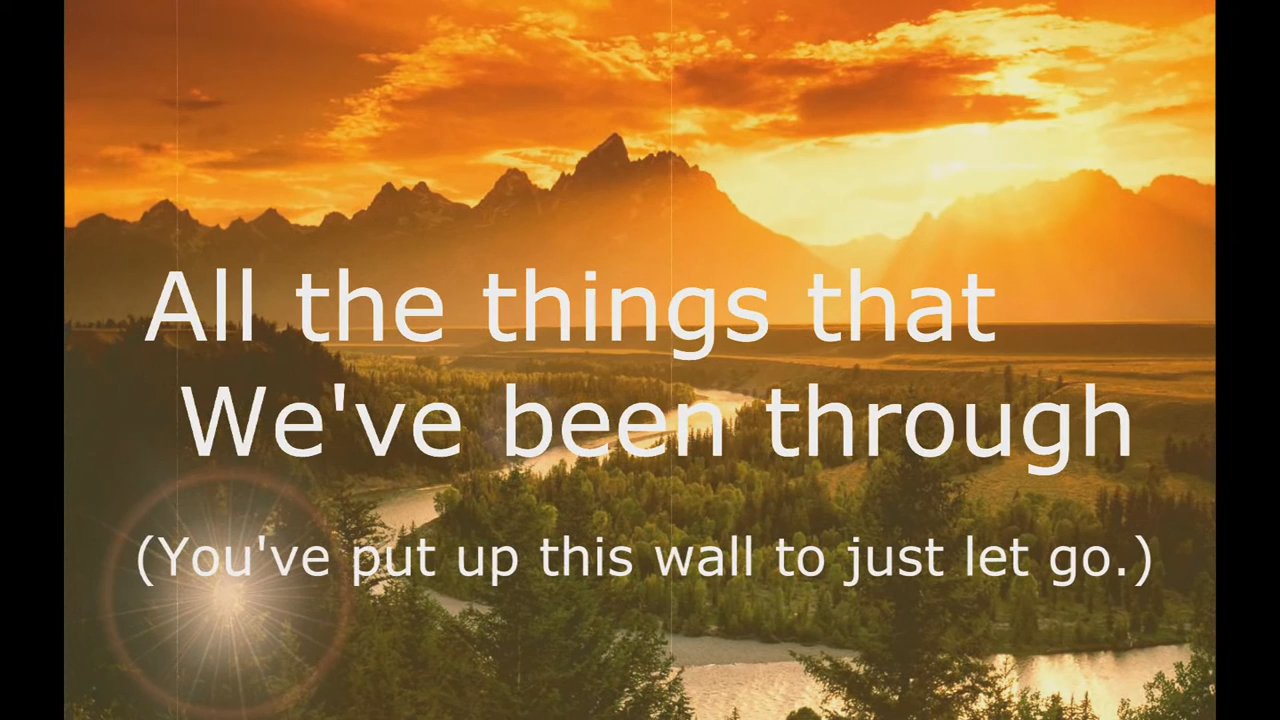 All the things that
We've been through
(You've put up this wall to just let go.)